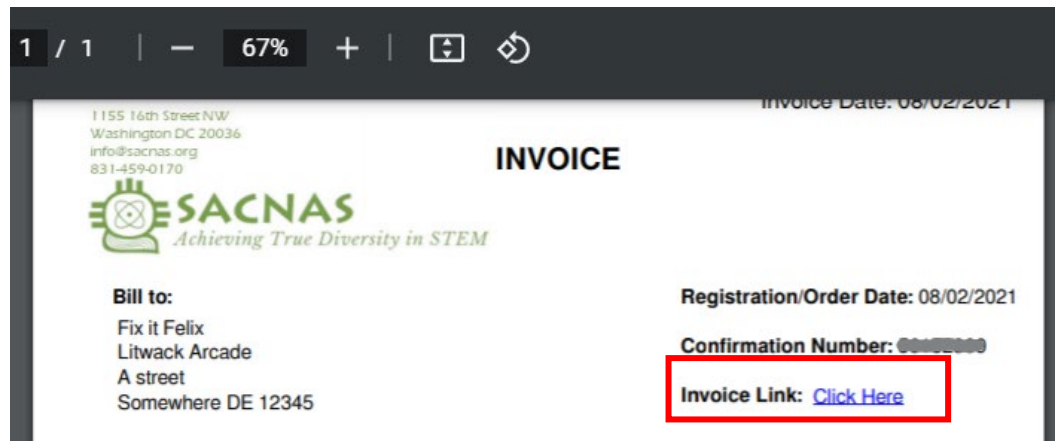 1 / 1 67%
Invoice Date: 08/02/2021
1155 16th Street NW
Washington DC 20036
info@sacnas.org
831-459-0170
INVOICE
SACNAS
Achieving True Diversity in STEM
Bill to:
Fix it Felix
Litwack Arcade
A street
Somewhere DE 12345
Registration/Order Date: 08/02/2021
Confirmation Number:
Invoice Link: Click Here